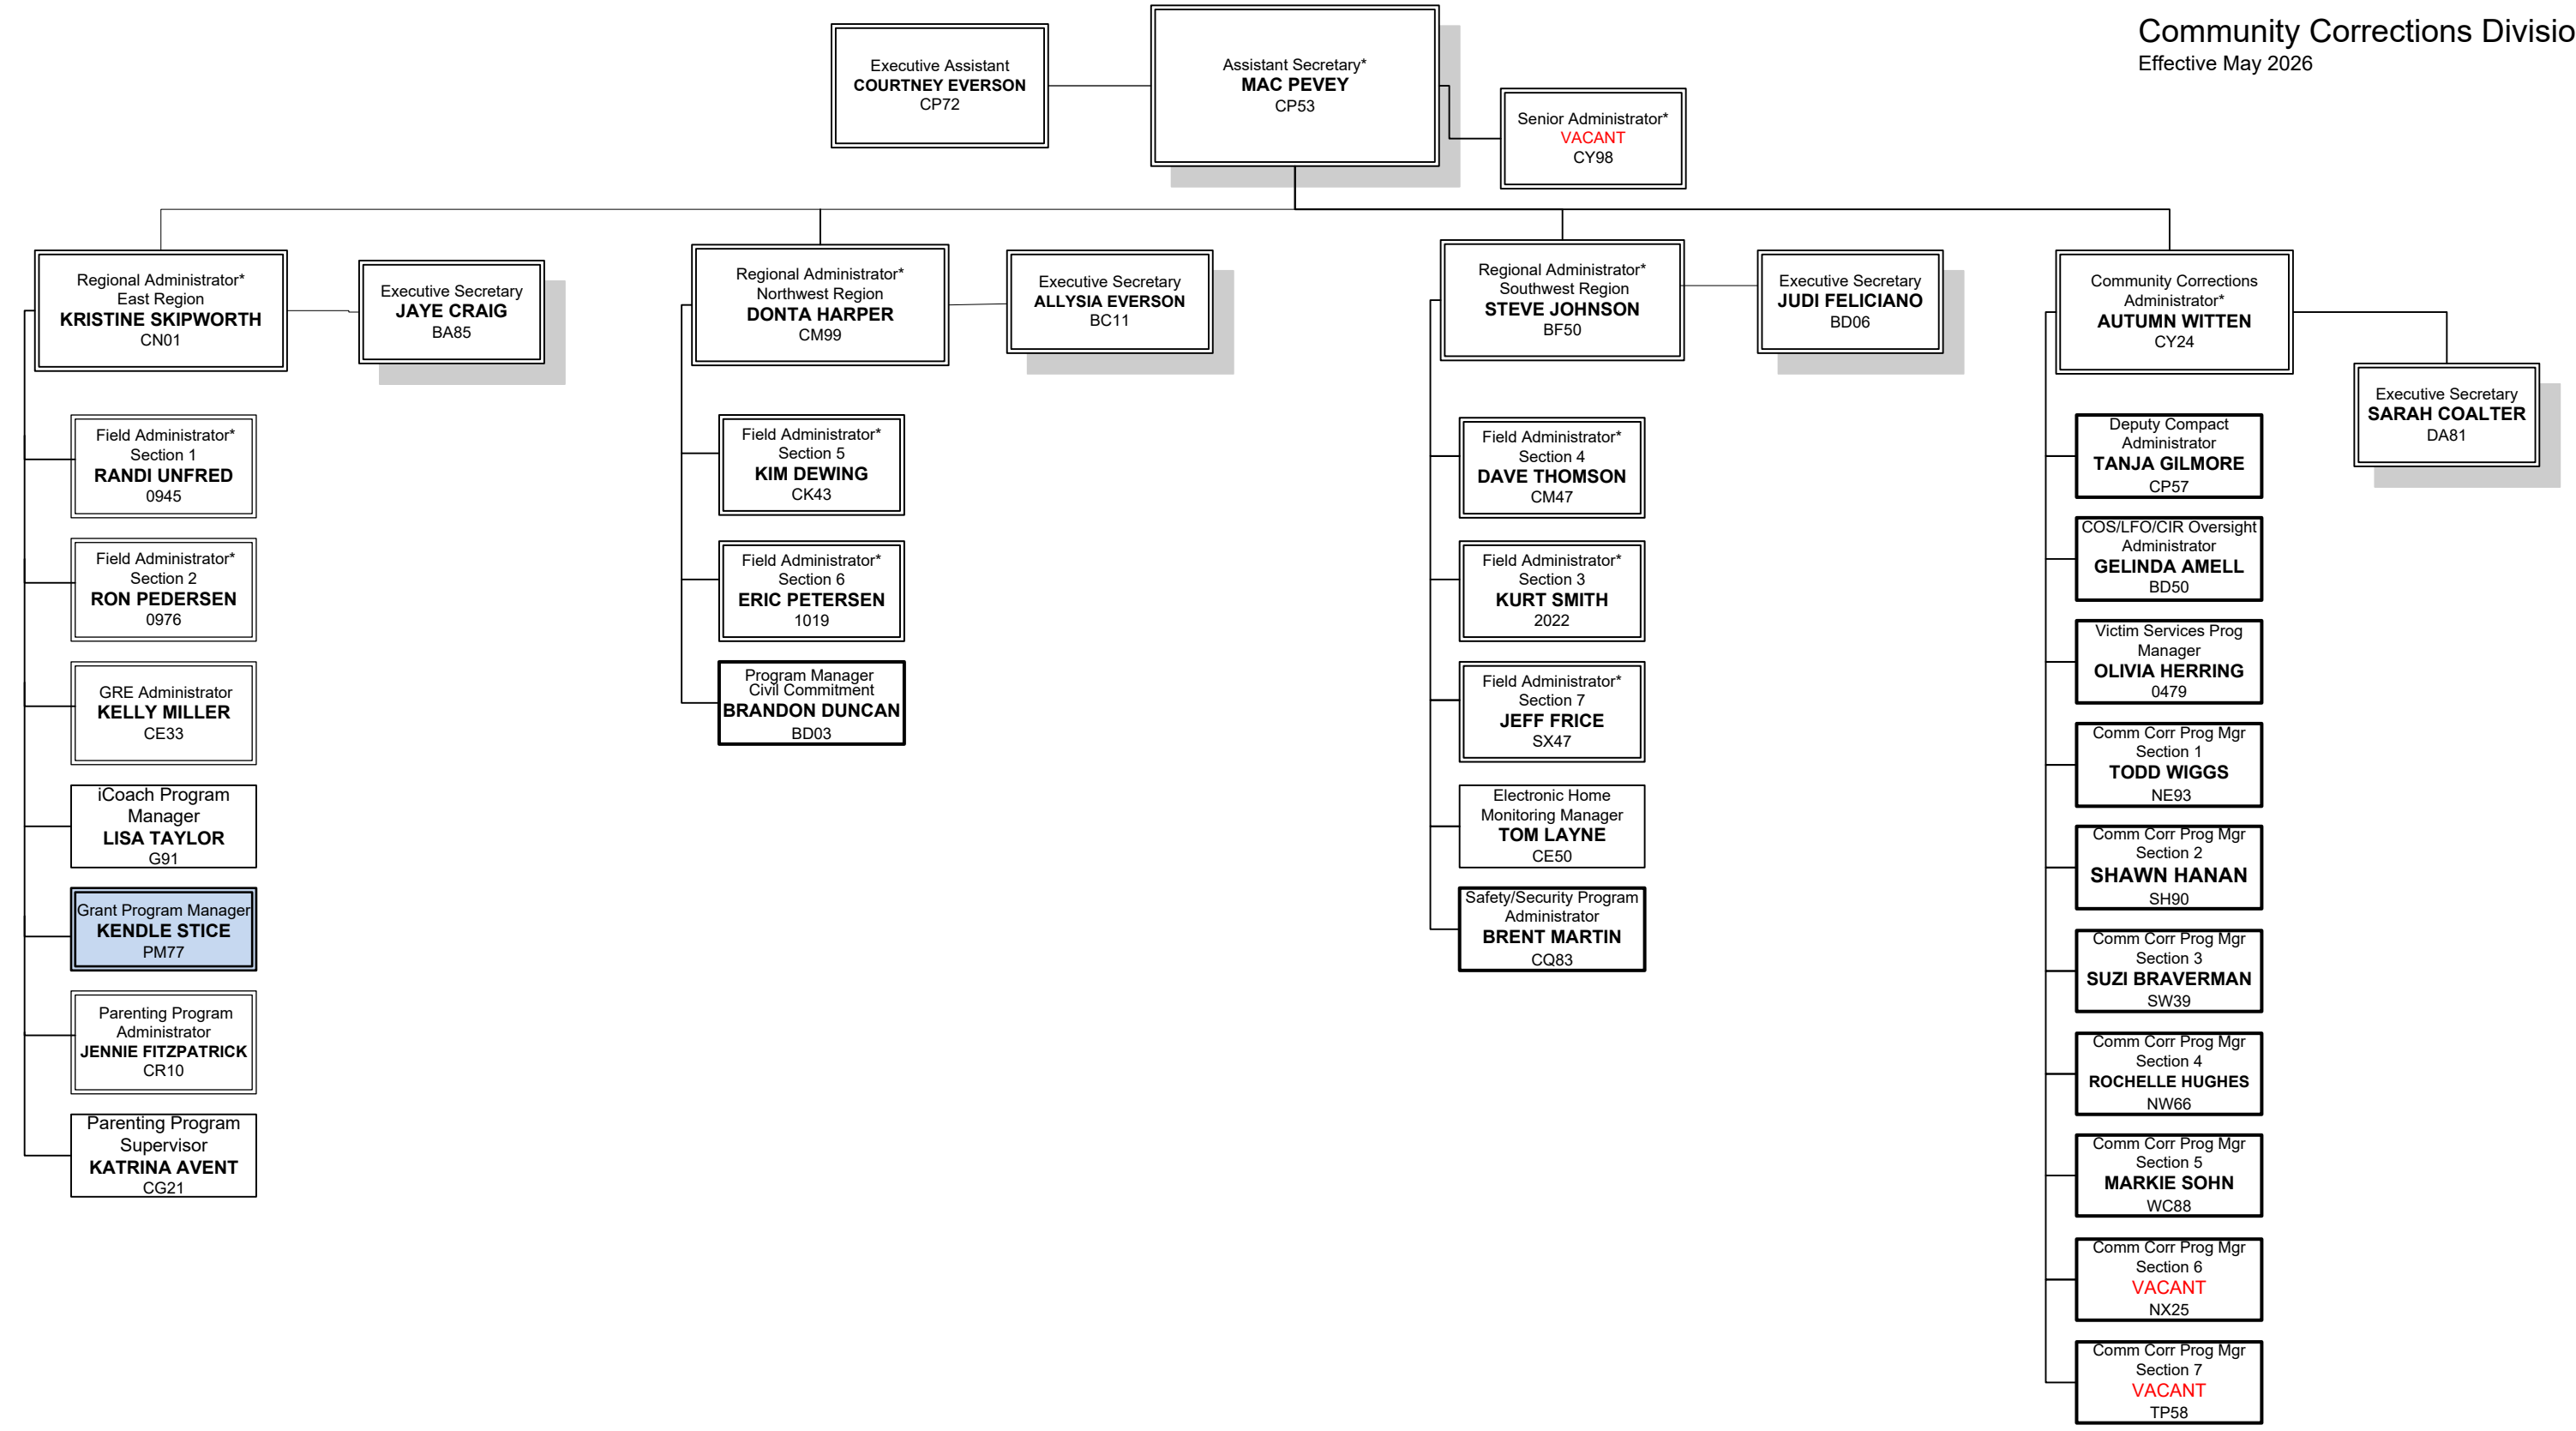 Community Corrections Divisio
Effective May 2026
Executive Assistant
COURTNEY EVERSON
CP72
Assistant Secretary*
MAC PEVEY
CP53
Senior Administrator*
VACANT
CY98
Regional Administrator*
East Region
KRISTINE SKIPWORTH
CN01
Executive Secretary
JAYE CRAIG
BA85
Regional Administrator*
Northwest Region
DONTA HARPER
CM99
Executive Secretary
ALLYSIA EVERSON
BC11
Regional Administrator*
Southwest Region
STEVE JOHNSON
BF50
Executive Secretary
JUDI FELICIANO
BD06
Community Corrections
Administrator*
AUTUMN WITTEN
CY24
Executive Secretary
SARAH COALTER
DA81
Field Administrator*
Section 1
RANDI UNFRED
0945
Field Administrator*
Section 2
RON PEDERSEN
0976
GRE Administrator
KELLY MILLER
CE33
iCoach Program
Manager
LISA TAYLOR
G91
Grant Program Manager
KENDLE STICE
PM77
Parenting Program
Administrator
JENNIE FITZPATRICK
CR10
Parenting Program
Supervisor
KATRINA AVENT
CG21
Field Administrator*
Section 5
KIM DEWING
CK43
Field Administrator*
Section 6
ERIC PETERSEN
1019
Program Manager
Civil Commitment
BRANDON DUNCAN
BD03
Field Administrator*
Section 4
DAVE THOMSON
CM47
Field Administrator*
Section 3
KURT SMITH
2022
Field Administrator*
Section 7
JEFF FRICE
SX47
Electronic Home
Monitoring Manager
TOM LAYNE
CE50
Safety/Security Program
Administrator
BRENT MARTIN
CQ83
Deputy Compact
Administrator
TANJA GILMORE
CP57
COS/LFO/CIR Oversight
Administrator
GELINDA AMELL
BD50
Victim Services Prog
Manager
OLIVIA HERRING
0479
Comm Corr Prog Mgr
Section 1
TODD WIGGS
NE93
Comm Corr Prog Mgr
Section 2
SHAWN HANAN
SH90
Comm Corr Prog Mgr
Section 3
SUZI BRAVERMAN
SW39
Comm Corr Prog Mgr
Section 4
ROCHELLE HUGHES
NW66
Comm Corr Prog Mgr
Section 5
MARKIE SOHN
WC88
Comm Corr Prog Mgr
Section 6
VACANT
NX25
Comm Corr Prog Mgr
Section 7
VACANT
TP58